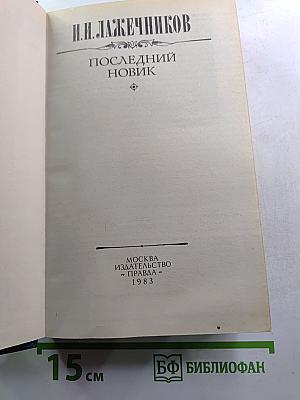 И.И.ЛАЖЕЧНИКОВ
ПОСЛЕДНИЙ
НОВИК
МОСКВА
ИЗДАТЕЛЬСТВО
«ПРАВДА»
1983
15 см
БФ БИБЛИОФАН